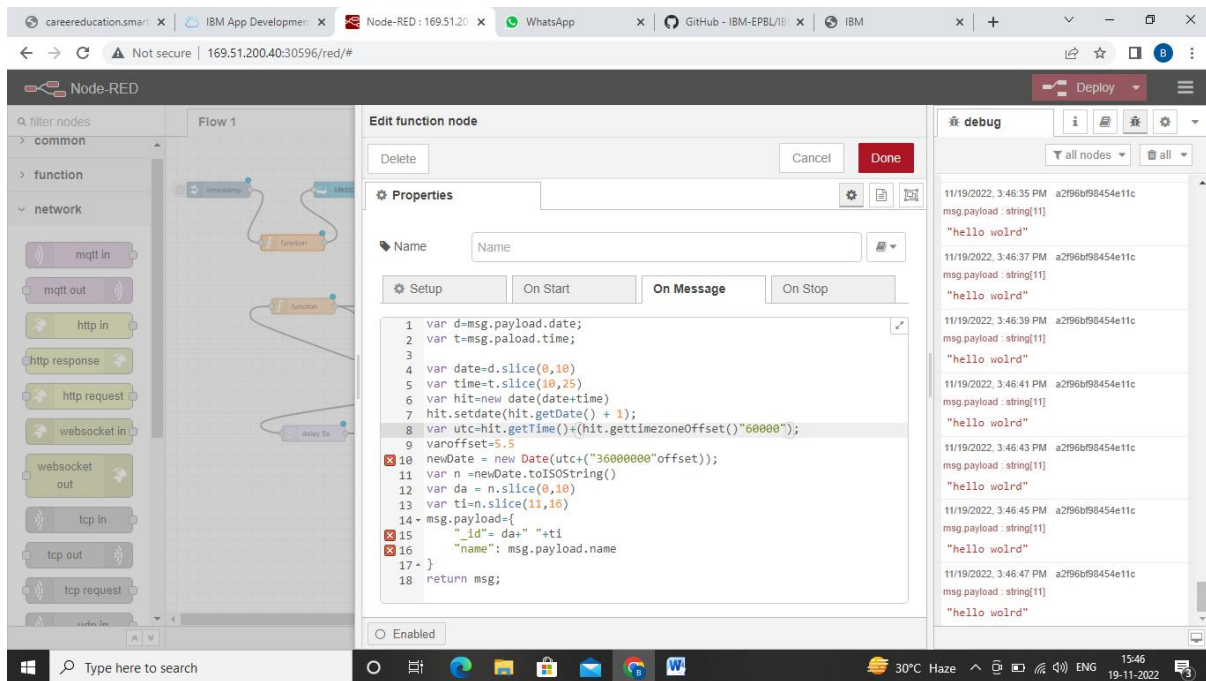 careereducation.smar
IBM App Developmen
Node-RED : 169.51.20
WhatsApp
GitHub - IBM-EPBL/IB
IBM
Not secure | 169.51.200.40:30596/red/#
B
Node-RED
Deploy
filter nodes
common
function
network
mqtt in
mqtt out
http in
http response
http request
websocket in
websocket
out
tcp in
tcp out
tcp request
udp in
Flow 1
timestamp
Medic
function
function
delay 5s
Edit function node
Delete
Cancel
Done
Properties
Name
Name
Setup
On Start
On Message
On Stop
1 var d=msg.payload.date;
2 var t=msg.paload.time;
3
4 var date=d.slice(0,10)
5 var time=t.slice(10,25)
6 var hit=new date(date+time)
7 hit.setdate(hit.getDate() + 1);
8 var utc=hit.getTime()+(hit.gettimezoneOffset()"60000");
9 varoffset=5.5
10 newDate = new Date(utc+("36000000"offset));
11 var n =newDate.toISOString()
12 var da = n.slice(0,10)
13 var ti=n.slice(11,16)
14 msg.payload={
15 "_id"= da+" "+ti
16 "name": msg.payload.name
17 }
18 return msg;
Enabled
debug
i
all nodes
all
11/19/2022, 3:46:35 PM a2f96bf98454e11c
msg.payload : string[11]
"hello wolrd"
11/19/2022, 3:46:37 PM a2f96bf98454e11c
msg.payload : string[11]
"hello wolrd"
11/19/2022, 3:46:39 PM a2f96bf98454e11c
msg.payload : string[11]
"hello wolrd"
11/19/2022, 3:46:41 PM a2f96bf98454e11c
msg.payload : string[11]
"hello wolrd"
11/19/2022, 3:46:43 PM a2f96bf98454e11c
msg.payload : string[11]
"hello wolrd"
11/19/2022, 3:46:45 PM a2f96bf98454e11c
msg.payload : string[11]
"hello wolrd"
11/19/2022, 3:46:47 PM a2f96bf98454e11c
msg.payload : string[11]
"hello wolrd"
Type here to search
W
30°C Haze
ENG
15:46
19-11-2022
3